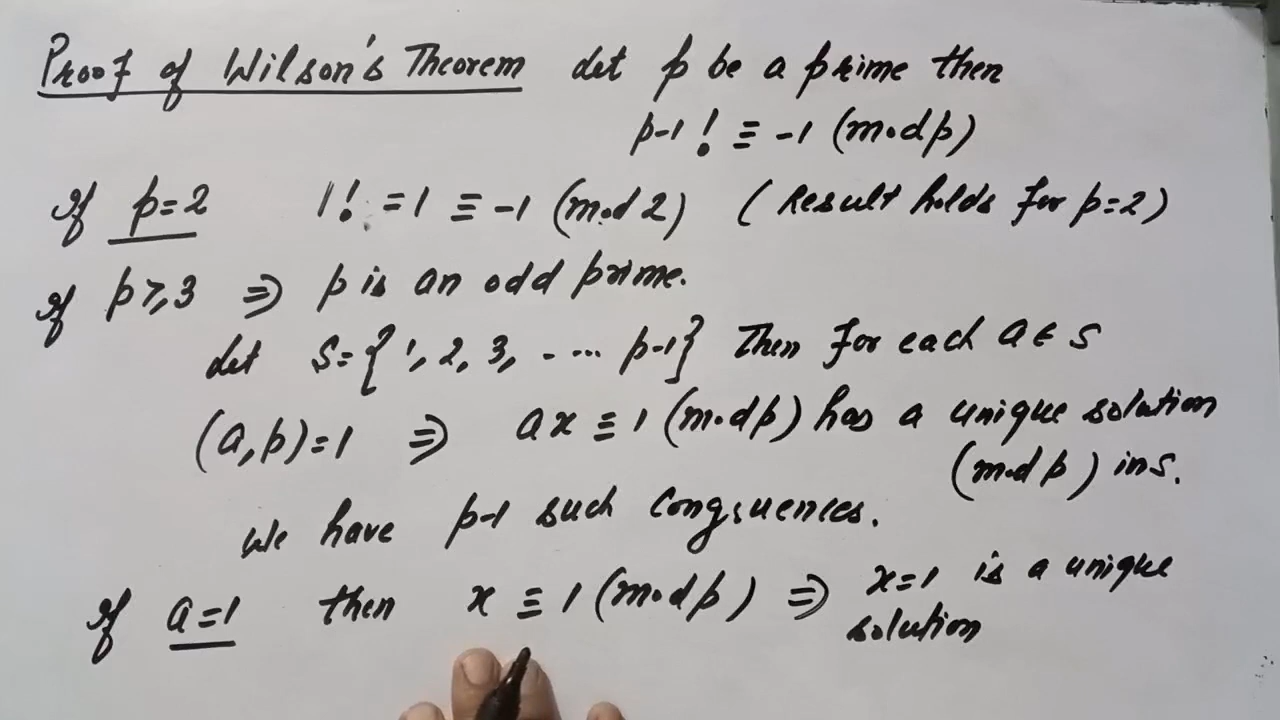 Proof of Wilson's Theorem Let p be a prime then
p-1 ! ≡ -1 (mod p)
If p=2 1! = 1 ≡ -1 (mod 2) (Result holds for p=2)
If p≥3 ⇒ p is an odd prime.
Let S={1, 2, 3, - ... p-1} Then for each a ∈ S
(a,p)=1 ⇒ ax ≡ 1 (mod p) has a unique solution
(mod p) in S.
We have p-1 such congruences.
If a=1 then x ≡ 1 (mod p) ⇒ x=1 is a unique
solution